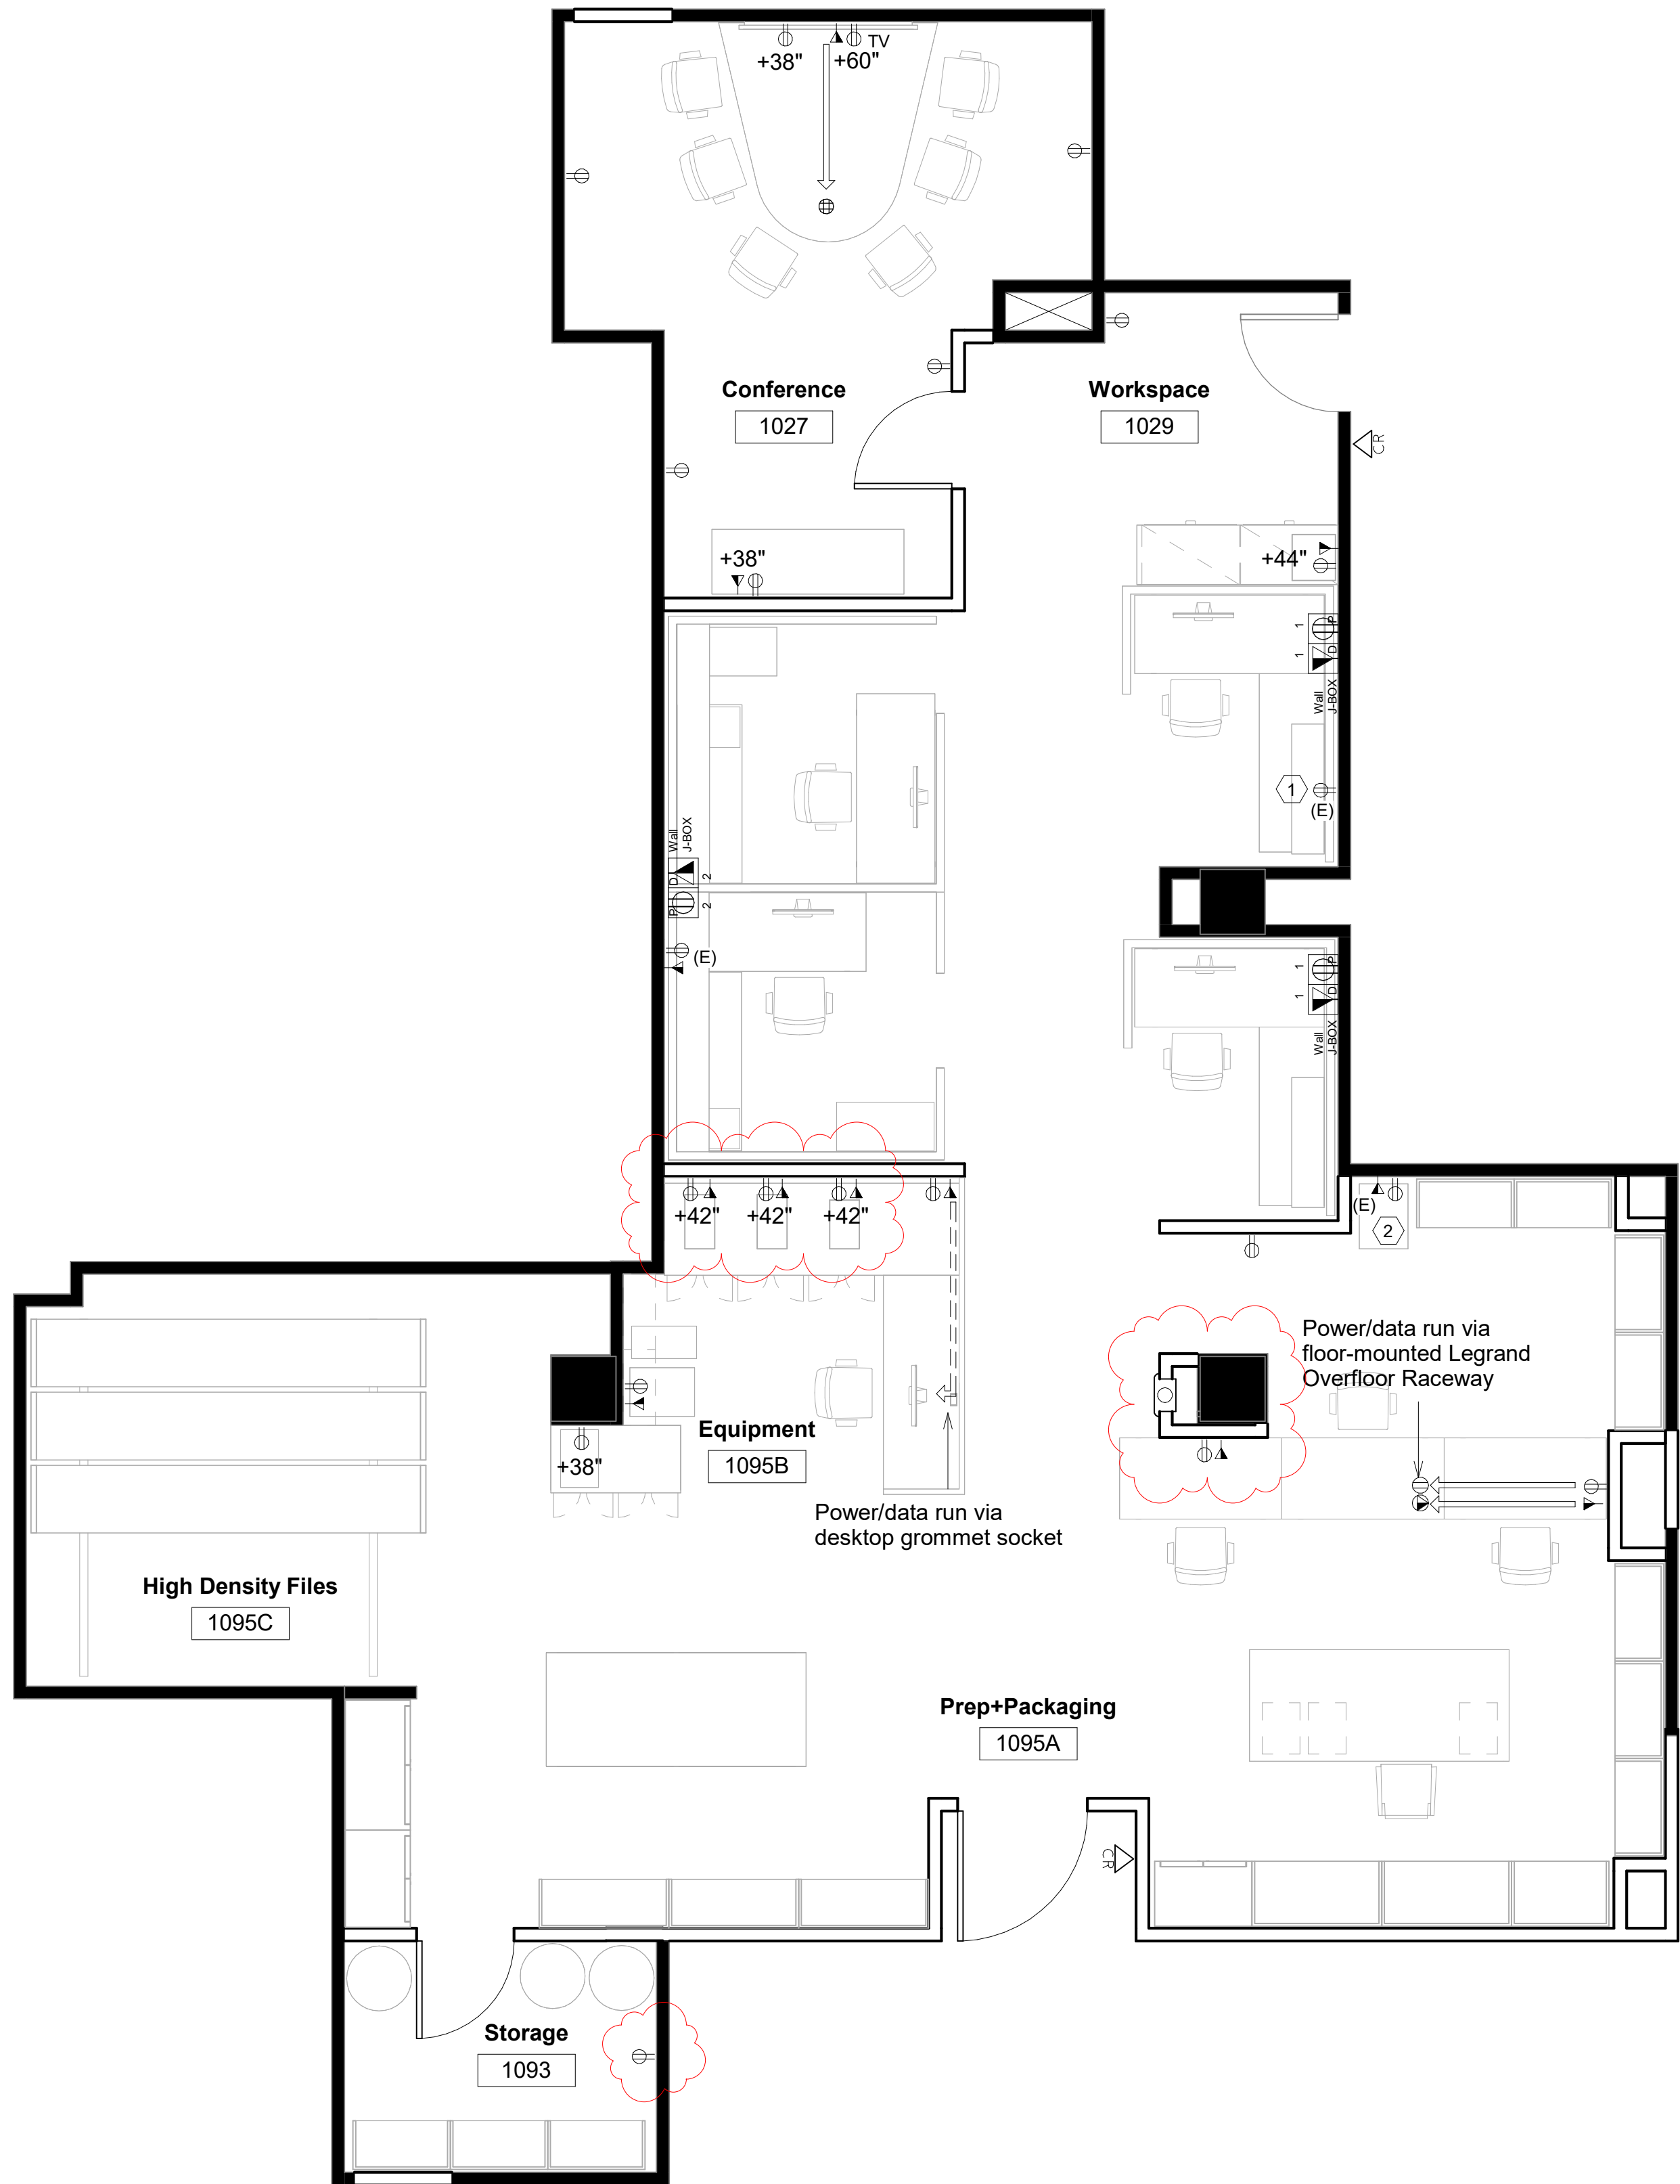 TV
+38"
+60"
Conference
1027
Workspace
1029
CR
+38"
+44"
1
P
1
D
Wall
J-BOX
1
(E)
Wall
J-BOX
D
2
P
2
(E)
1
P
1
D
Wall
J-BOX
+42"
+42"
+42"
(E)
2
Power/data run via
floor-mounted Legrand
Overfloor Raceway
Equipment
1095B
+38"
Power/data run via
desktop grommet socket
High Density Files
1095C
Prep+Packaging
1095A
CR
Storage
1093